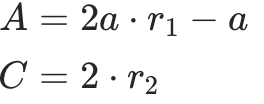 A = 2a · r₁ − a
C = 2 · r₂